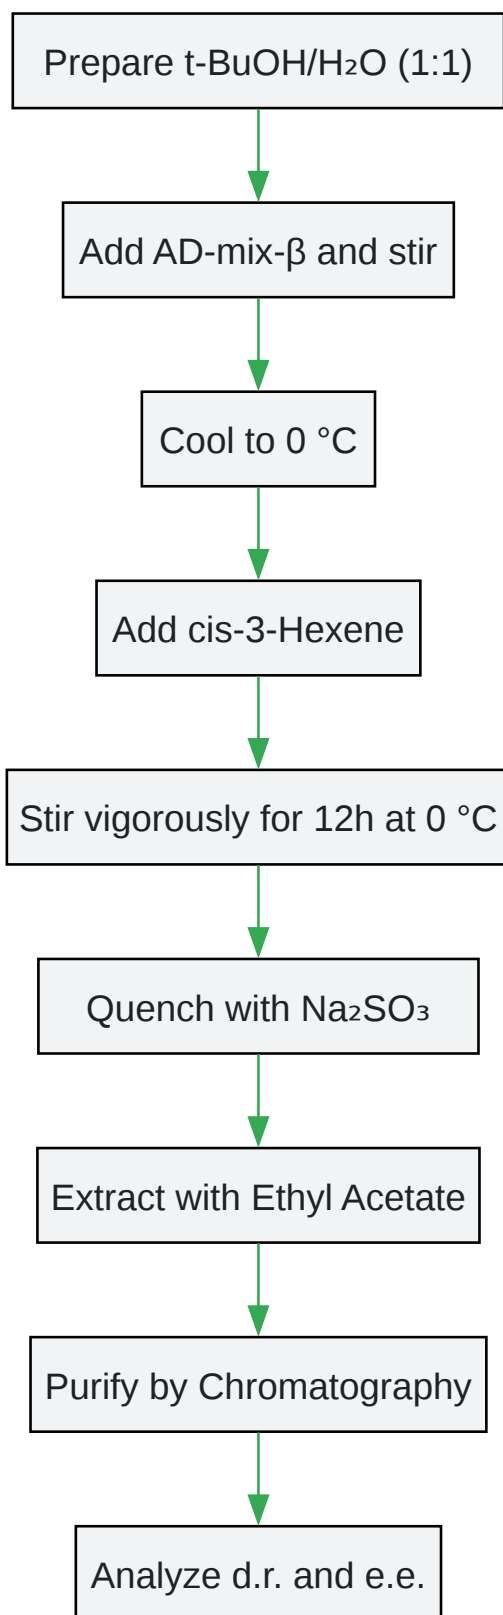 Prepare t-BuOH/H₂O (1:1)
Add AD-mix-β and stir
Cool to 0 °C
Add cis-3-Hexene
Stir vigorously for 12h at 0 °C
Quench with Na₂SO₃
Extract with Ethyl Acetate
Purify by Chromatography
Analyze d.r. and e.e.